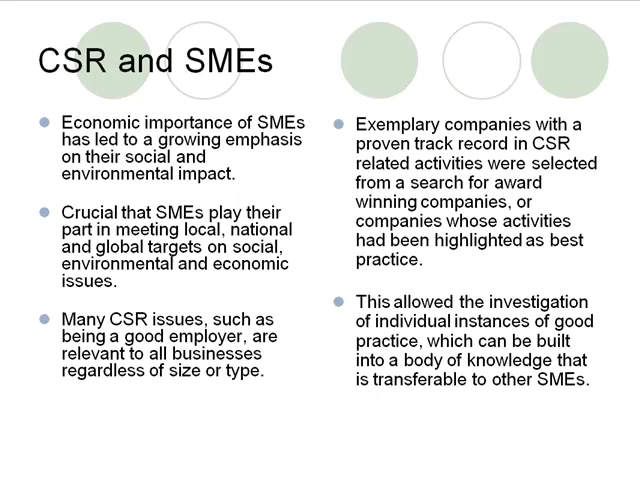 CSR and SMEs
Economic importance of SMEs
has led to a growing emphasis
on their social and
environmental impact.
Crucial that SMEs play their
part in meeting local, national
and global targets on social,
environmental and economic
issues.
Many CSR issues, such as
being a good employer, are
relevant to all businesses
regardless of size or type.
Exemplary companies with a
proven track record in CSR
related activities were selected
from a search for award
winning companies, or
companies whose activities
had been highlighted as best
practice.
This allowed the investigation
of individual instances of good
practice, which can be built
into a body of knowledge that
is transferable to other SMEs.